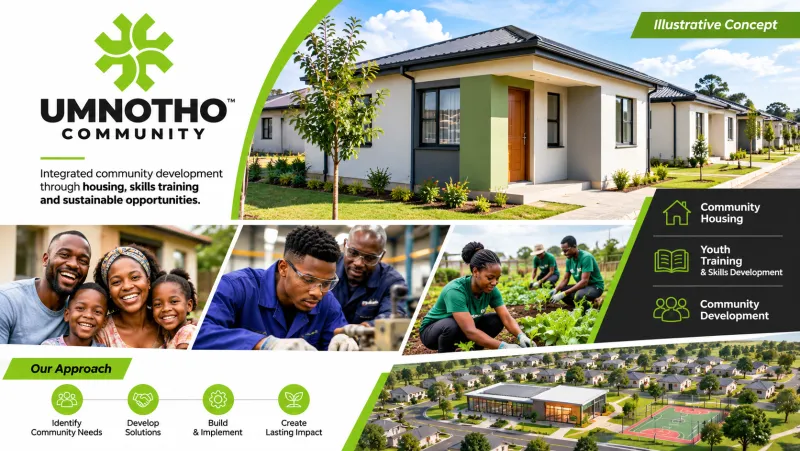 UMNOTHO™
COMMUNITY
Integrated community development
through housing, skills training
and sustainable opportunities.
Illustrative Concept
Community
Housing
Youth
Training
& Skills Development
Community
Development
Our Approach
Identify
Community Needs
Develop
Solutions
Build
& Implement
Create
Lasting Impact